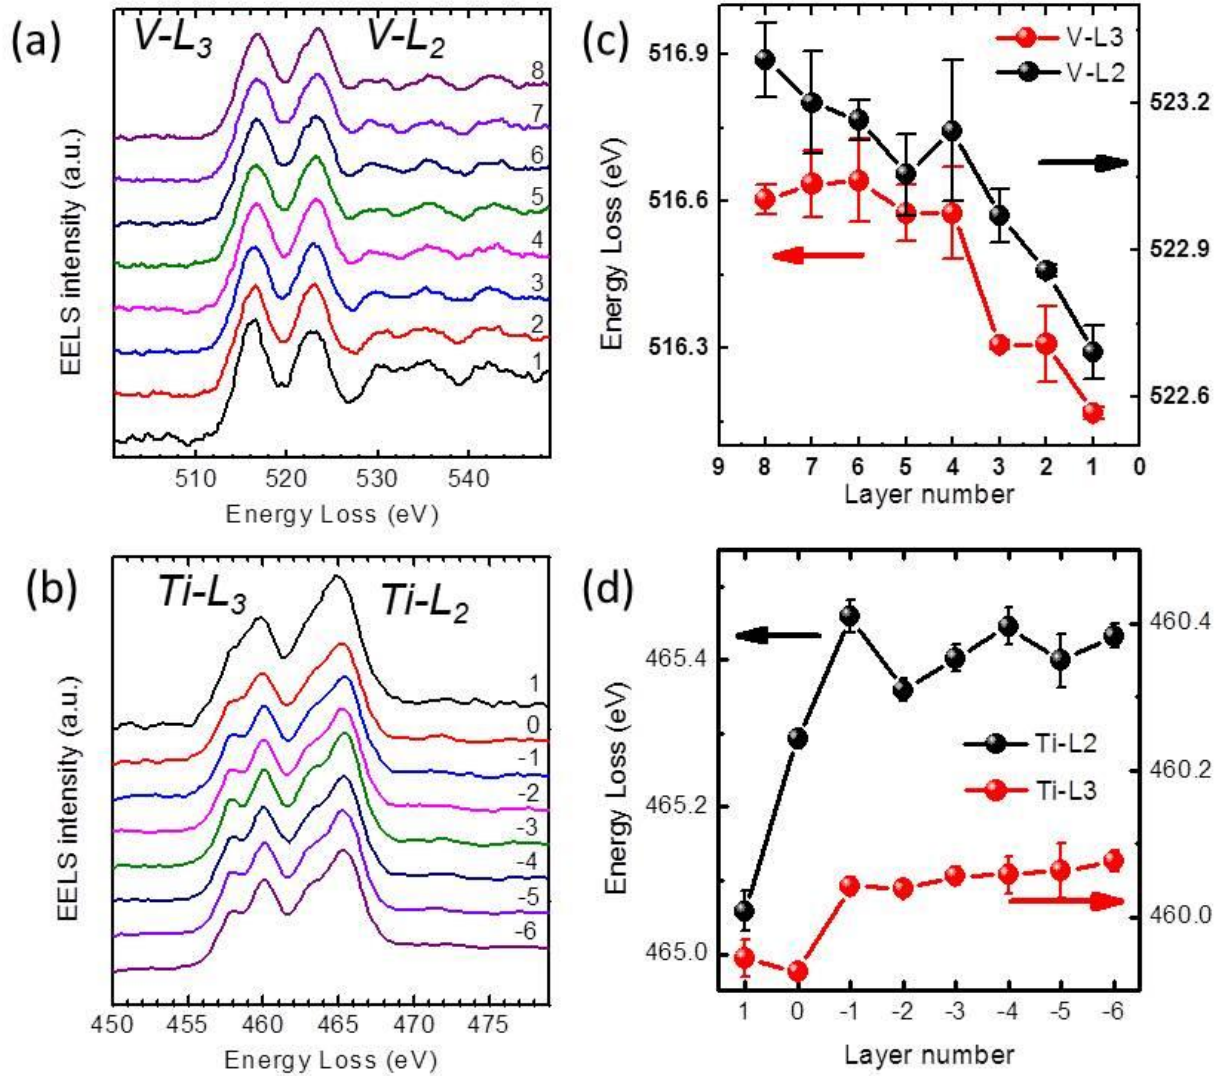 (a)
V-L3
V-L2
8
7
6
5
4
3
2
1
EELS intensity (a.u.)
510 520 530 540
Energy Loss (eV)
(c)
V-L3
V-L2
516.9
516.6
516.3
Energy Loss (eV)
523.2
522.9
522.6
9 8 7 6 5 4 3 2 1 0
Layer number
(b)
Ti-L3
Ti-L2
1
0
-1
-2
-3
-4
-5
-6
EELS intensity (a.u.)
450 455 460 465 470 475
Energy Loss (eV)
(d)
465.4
465.2
465.0
Energy Loss (eV)
Ti-L2
Ti-L3
460.4
460.2
460.0
1 0 -1 -2 -3 -4 -5 -6
Layer number